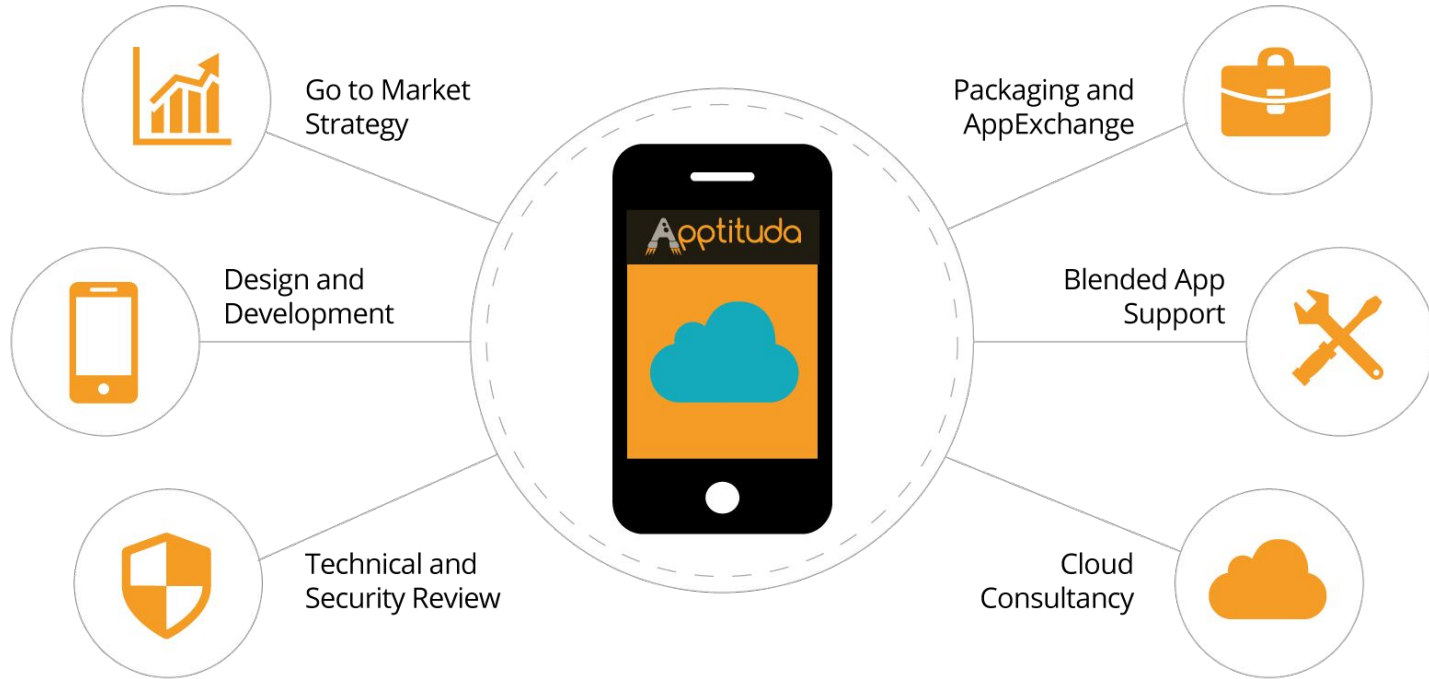 Go to Market
Strategy
Packaging and
AppExchange
Apptituda
Design and
Development
Blended App
Support
Technical and
Security Review
Cloud
Consultancy